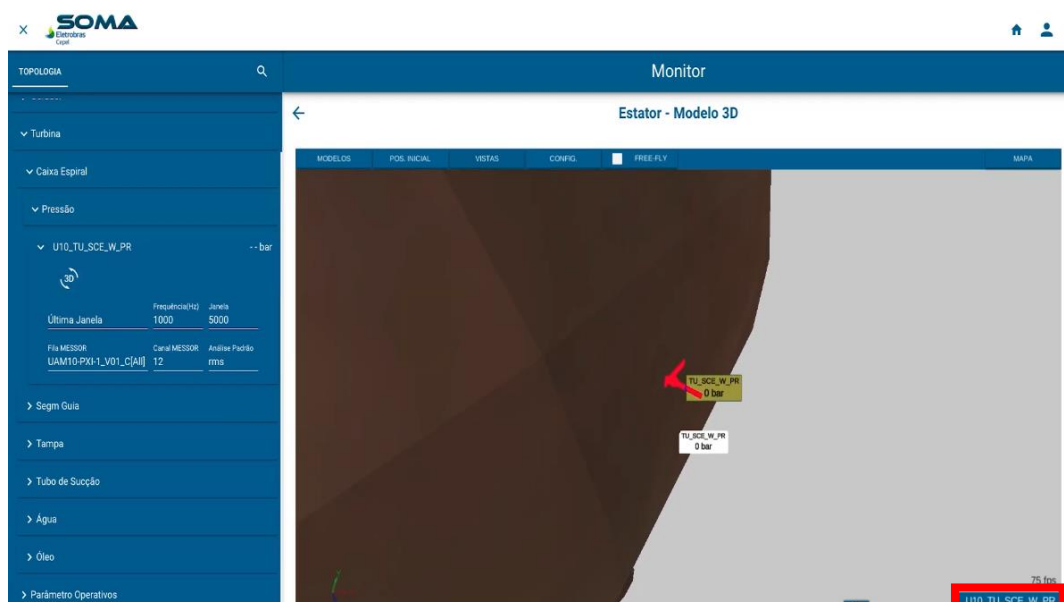 ×
SOMA
Eletrobras
Cepel
TOPOLOGIA
Monitor
Turbina
Caixa Espiral
Pressão
U10_TU_SCE_W_PR
-- bar
3D
Frequência(Hz)
Janela
Última Janela
1000
5000
Fila MESSOR
Canal MESSOR
Análise Padrão
UAM10-PXI-1_V01_C[All]
12
rms
Segm Guia
Tampa
Tubo de Sucção
Água
Óleo
Parâmetro Operativos
Estator - Modelo 3D
MODELOS
POS. INICIAL
VISTAS
CONFIG.
FREE-FLY
MAPA
TU_SCE_W_PR
0 bar
TU_SCE_W_PR
0 bar
Y
75 fps
U10_TU_SCE_W_PR